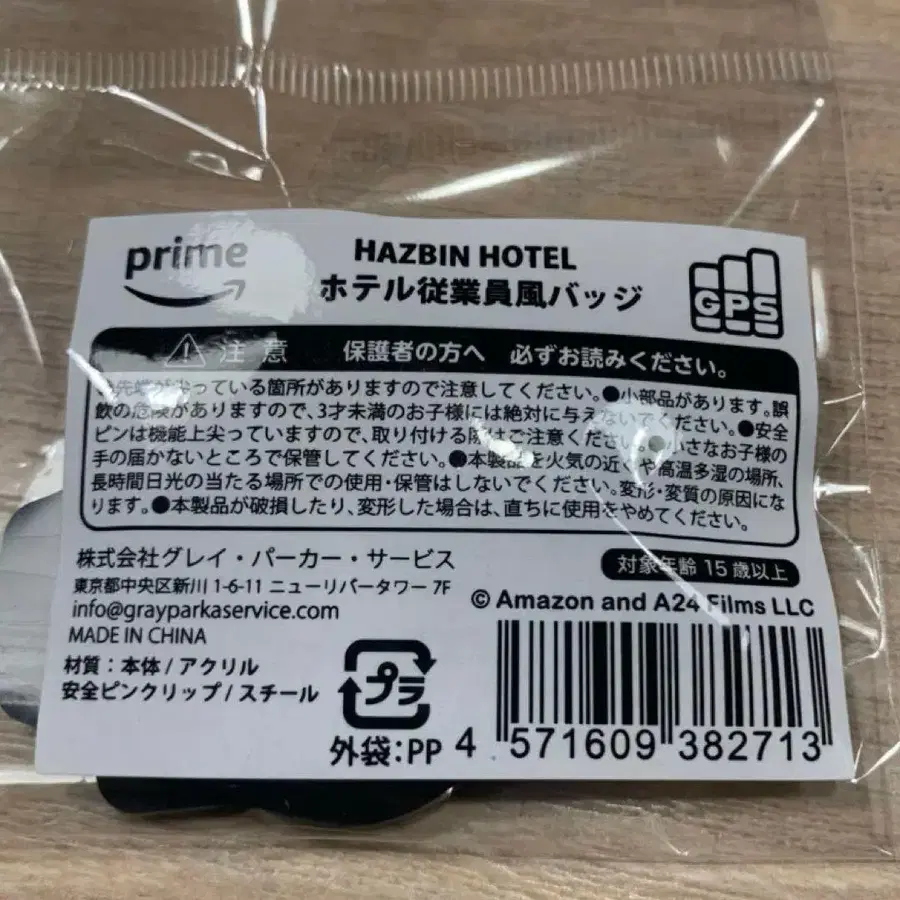 prime
HAZBIN HOTEL
ホテル従業員風バッジ
GPS
注意 保護者の方へ 必ずお読みください。
先端が尖っている箇所がありますので注意してください。●小部品があります。誤
飲の危険がありますので、3才未満のお子様には絶対に与えないでください。●安全
ピンは機能上尖っていますので、取り付ける際はご注意ください。●小さなお子様の
手の届かないところで保管してください。●本製品を火気の近くや高温多湿の場所、
長時間日光の当たる場所での使用・保管はしないでください。変形・変質の原因にな
ります。●本製品が破損したり、変形した場合は、直ちに使用をやめてください。
株式会社グレイ・パーカー・サービス
東京都中央区新川 1-6-11 ニューリバータワー 7F
info@grayparkaservice.com
MADE IN CHINA
材質：本体 / アクリル
安全ピンクリップ / スチール
プラ
外袋：PP
対象年齢 15歳以上
© Amazon and A24 Films LLC
4 571609 382713